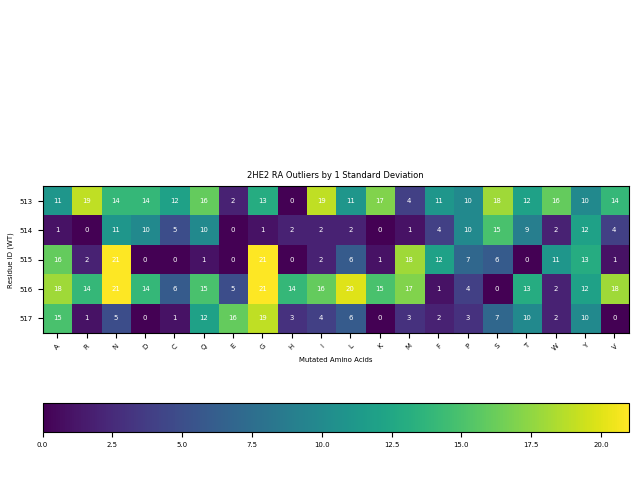 2HE2 RA Outliers by 1 Standard Deviation
Residue ID (WT)
513 11 19 14 14 12 16 2 13 0 19 11 17 4 11 10 18 12 16 10 14
514 1 0 11 10 5 10 0 1 2 2 2 0 1 4 10 15 9 2 12 4
515 16 2 21 0 0 1 0 21 0 2 6 1 18 12 7 6 0 11 13 1
516 18 14 21 14 6 15 5 21 14 16 20 15 17 1 4 0 13 2 12 18
517 15 1 5 0 1 12 16 19 3 4 6 0 3 2 3 7 10 2 10 0
A R N D C Q E G H I L K M F P S T W Y V
Mutated Amino Acids
0.0 2.5 5.0 7.5 10.0 12.5 15.0 17.5 20.0